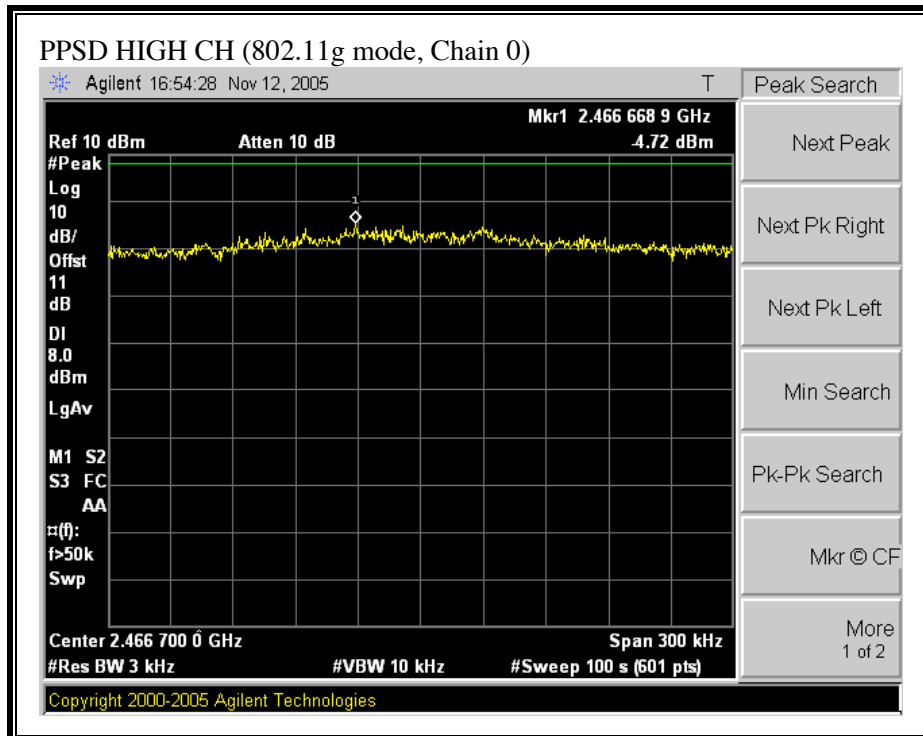 PPSD HIGH CH (802.11g mode, Chain 0)
Agilent 16:54:28 Nov 12, 2005 T
Peak Search
Mkr1 2.466 668 9 GHz
Ref 10 dBm Atten 10 dB -4.72 dBm
#Peak
Log
10
dB/
Offst
11
dB
DI
8.0
dBm
LgAv
M1 S2
S3 FC
AA
¤(f):
f>50k
Swp
1
Center 2.466 700 0 Ô GHz Span 300 kHz
#Res BW 3 kHz #VBW 10 kHz #Sweep 100 s (601 pts)
Copyright 2000-2005 Agilent Technologies
Next Peak
Next Pk Right
Next Pk Left
Min Search
Pk-Pk Search
Mkr © CF
More
1 of 2